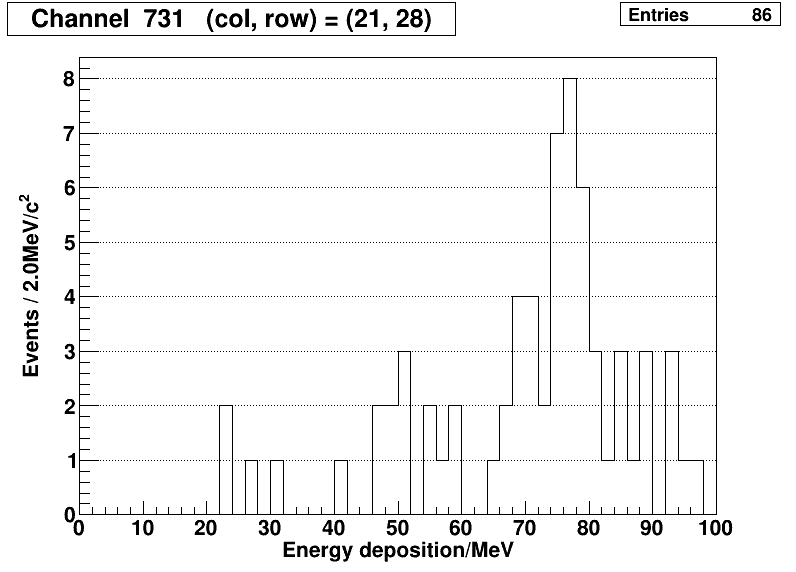 Channel 731 (col, row) = (21, 28)
Entries 86
Events / 2.0MeV/c²
8
7
6
5
4
3
2
1
0
0 10 20 30 40 50 60 70 80 90 100
Energy deposition/MeV